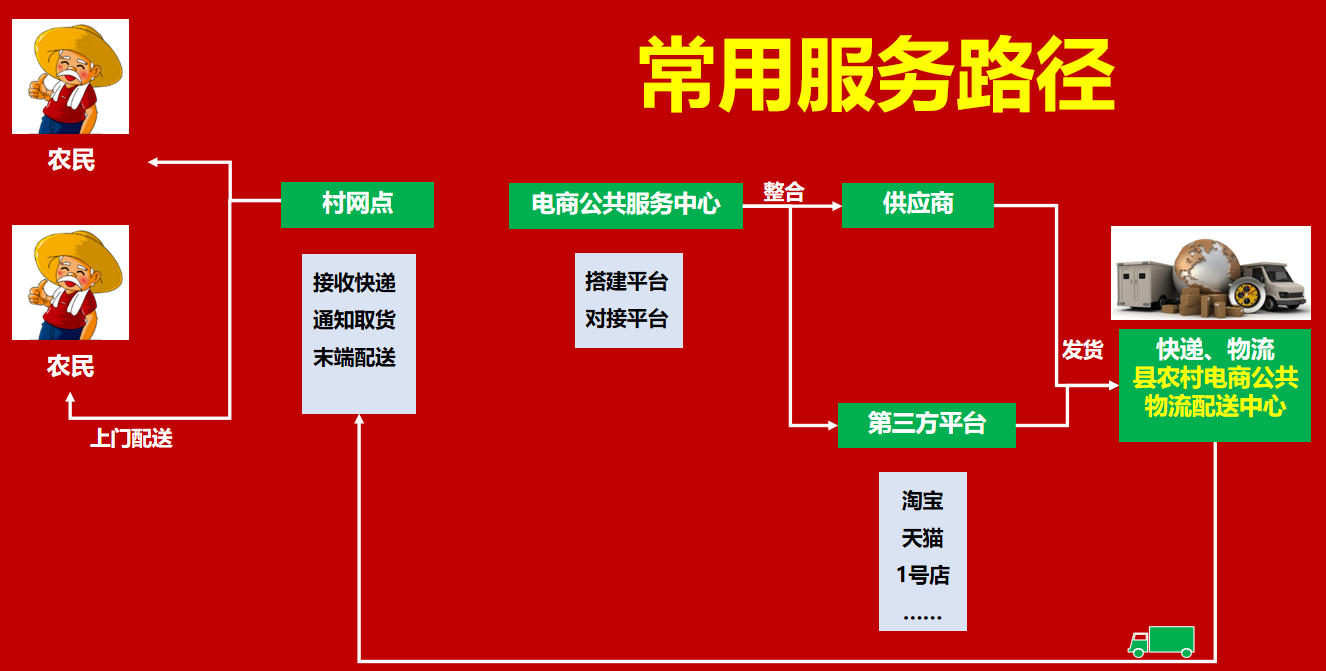 常用服务路径
农民
农民
上门配送
村网点
接收快递
通知取货
末端配送
电商公共服务中心
搭建平台
对接平台
整合
供应商
第三方平台
淘宝
天猫
1号店
......
发货
快递、物流
县农村电商公共
物流配送中心